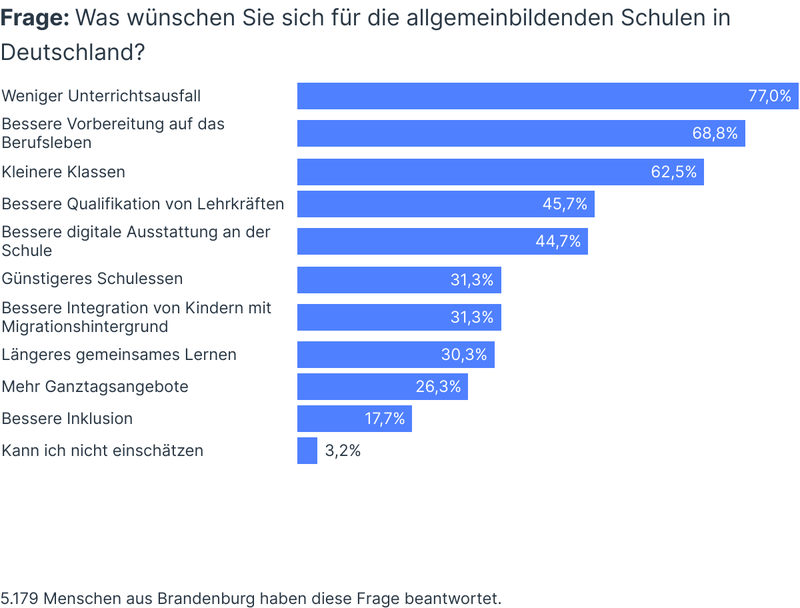 Frage: Was wünschen Sie sich für die allgemeinbildenden Schulen in
Deutschland?
Weniger Unterrichtsausfall 77,0%
Bessere Vorbereitung auf das
Berufsleben 68,8%
Kleinere Klassen 62,5%
Bessere Qualifikation von Lehrkräften 45,7%
Bessere digitale Ausstattung an der
Schule 44,7%
Günstigeres Schulessen 31,3%
Bessere Integration von Kindern mit
Migrationshintergrund 31,3%
Längeres gemeinsames Lernen 30,3%
Mehr Ganztagsangebote 26,3%
Bessere Inklusion 17,7%
Kann ich nicht einschätzen 3,2%
5.179 Menschen aus Brandenburg haben diese Frage beantwortet.